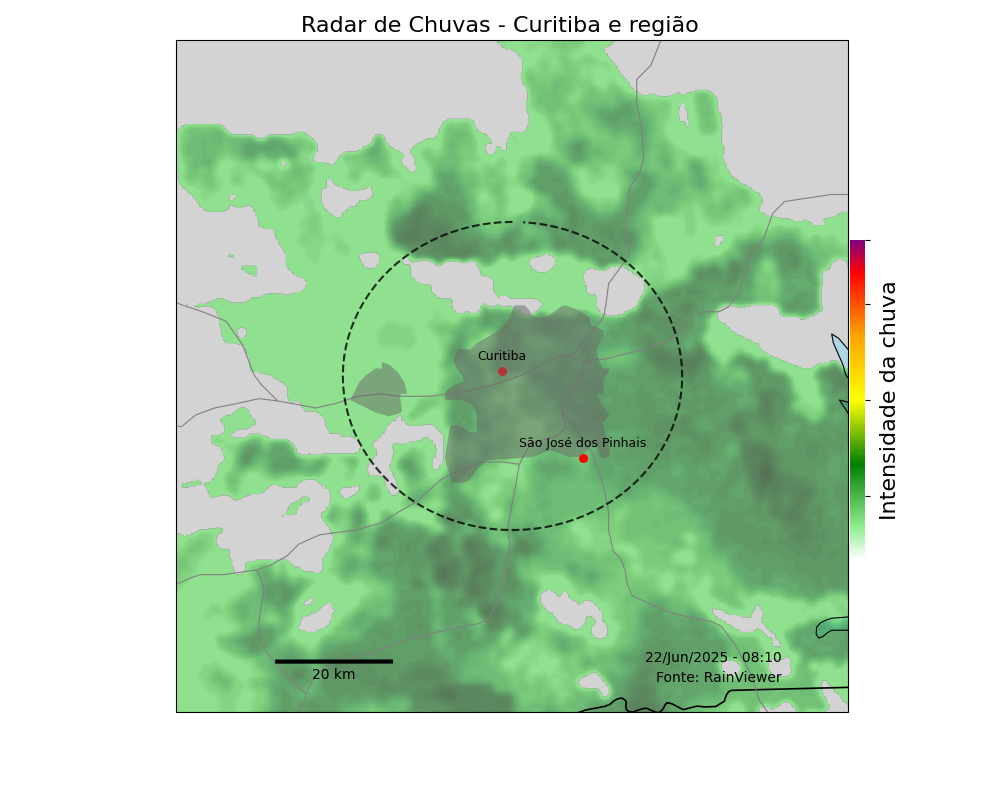 Radar de Chuvas - Curitiba e região
Curitiba
São José dos Pinhais
Intensidade da chuva
22/Jun/2025 - 08:10
Fonte: RainViewer
20 km